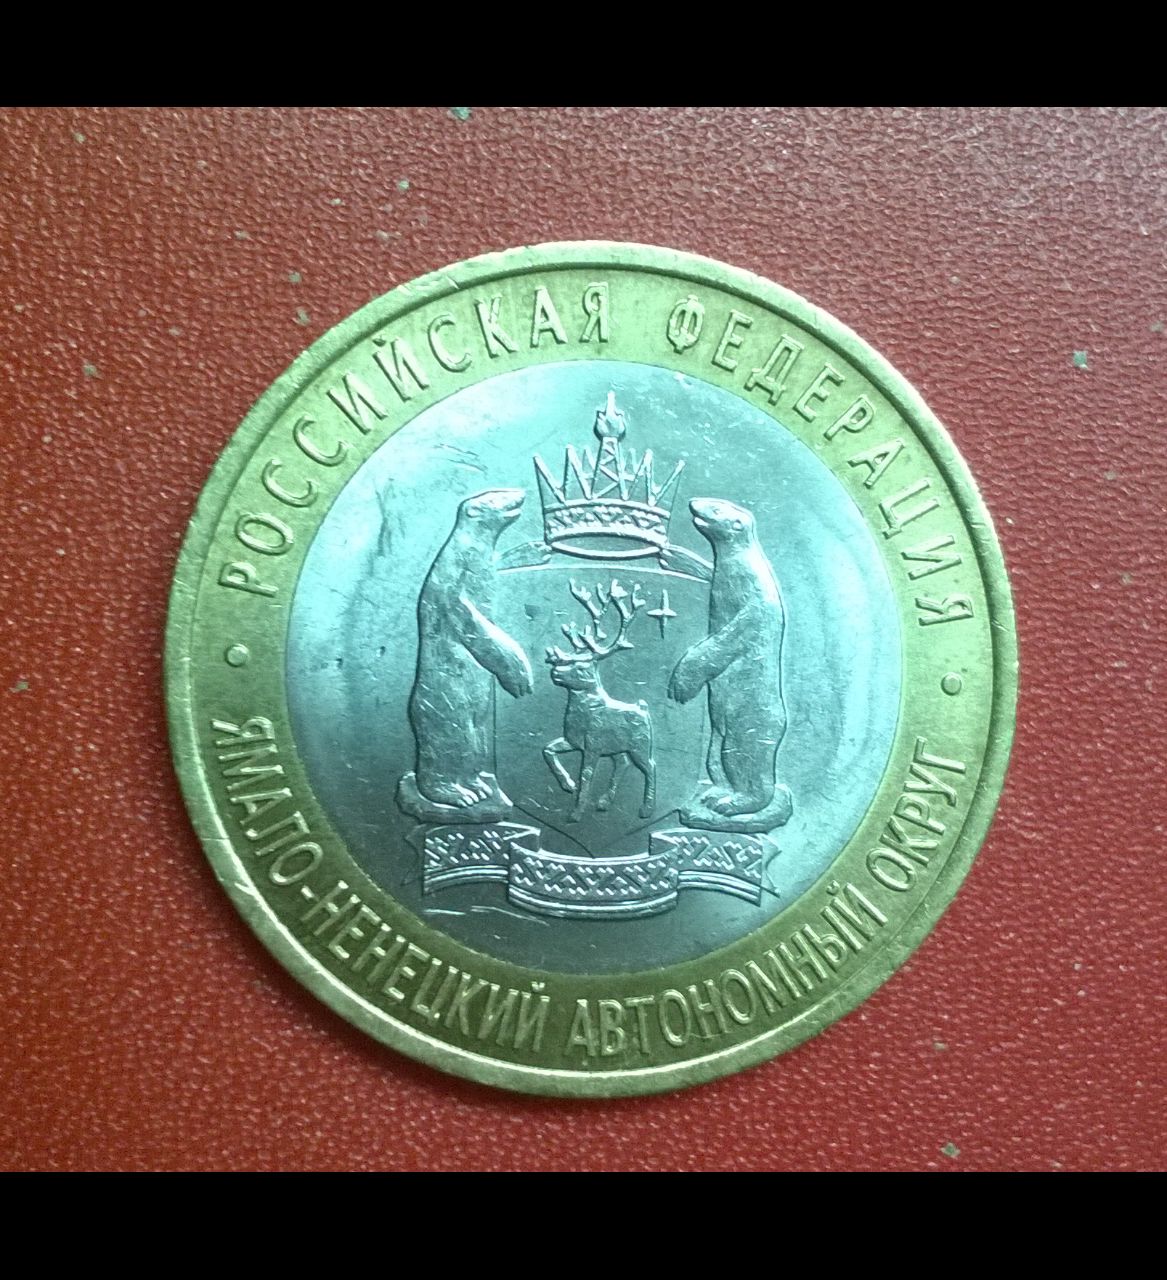 РОССИЙСКАЯ ФЕДЕРАЦИЯ
ЯМАЛО-НЕНЕЦКИЙ АВТОНОМНЫЙ ОКРУГ